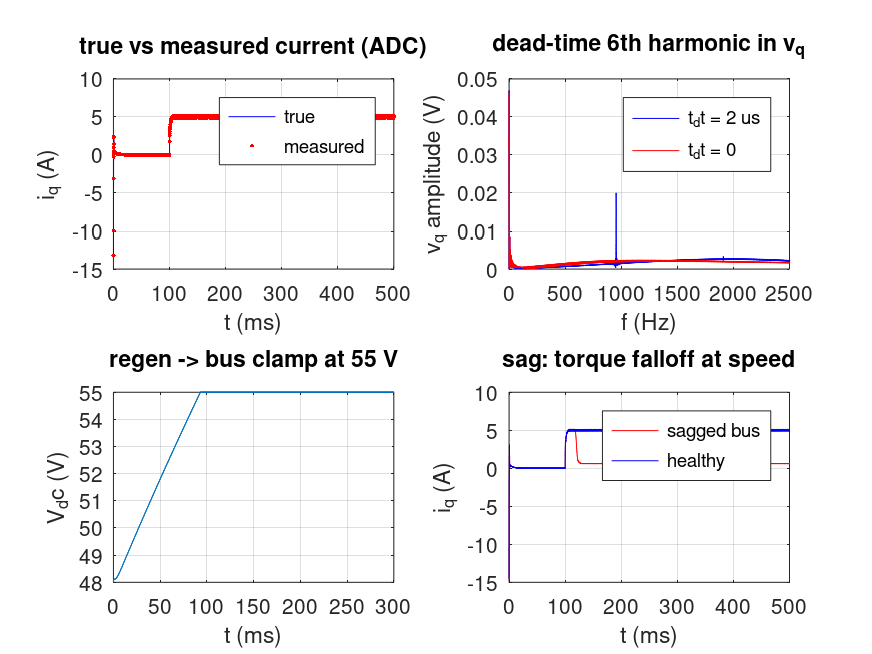 true vs measured current (ADC)
10
5
0
-5
-10
-15
i_q (A)
true
measured
0
100
200
300
400
500
t (ms)
dead-time 6th harmonic in v_q
0.05
0.04
0.03
0.02
0.01
0
v_q amplitude (V)
t_dt = 2 us
t_dt = 0
0
500
1000
1500
2000
2500
f (Hz)
regen -> bus clamp at 55 V
55
54
53
52
51
50
49
48
V_dc (V)
0
50
100
150
200
250
300
t (ms)
sag: torque falloff at speed
10
5
0
-5
-10
-15
i_q (A)
sagged bus
healthy
0
100
200
300
400
500
t (ms)